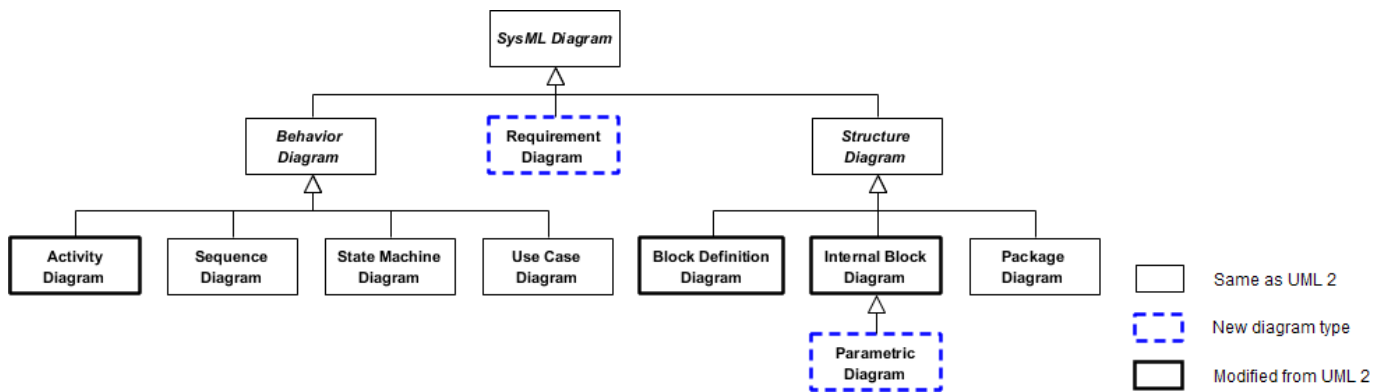 SysML Diagram
Behavior
Diagram
Requirement
Diagram
Structure
Diagram
Activity
Diagram
Sequence
Diagram
State Machine
Diagram
Use Case
Diagram
Block Definition
Diagram
Internal Block
Diagram
Package
Diagram
Parametric
Diagram
Same as UML 2
New diagram type
Modified from UML 2